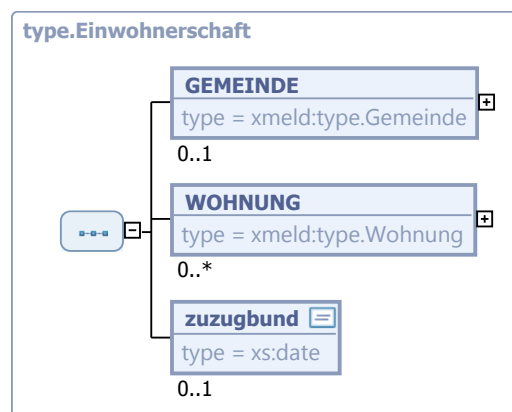 type.Einwohnerschaft
GEMEINDE
type = xmeld:type.Gemeinde
0..1
WOHNUNG
type = xmeld:type.Wohnung
0..*
zuzugbund
type = xs:date
0..1